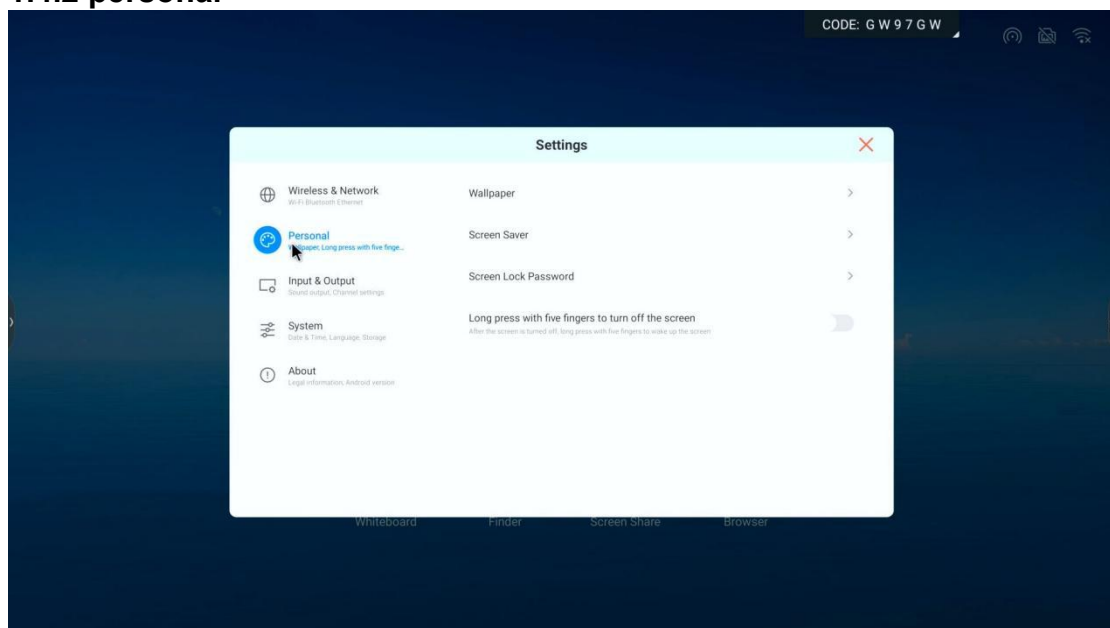 CODE: G W 9 7 G W
Settings
Wireless & Network
Wi-Fi Bluetooth Ethernet
Personal
Long press with five finge...
Input & Output
Sound output, Channel settings
System
Date & Time, Language, Storage
About
Legal information, Android version
Wallpaper
Screen Saver
Screen Lock Password
Long press with five fingers to turn off the screen
After the screen is turned off, long press with five fingers to wake up the screen
Whiteboard
Finder
Screen Share
Browser